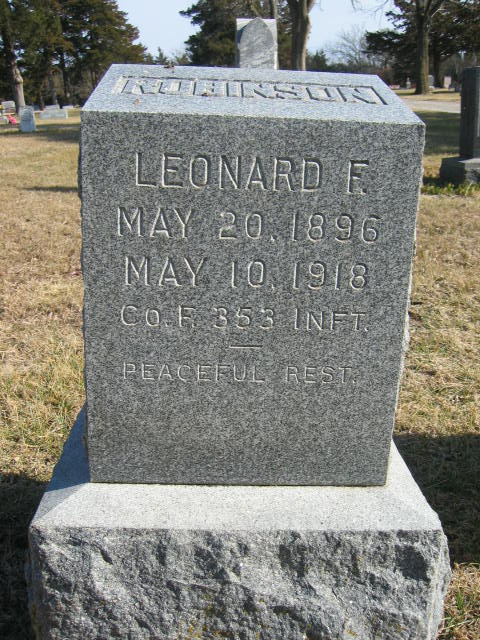 ROBINSON
LEONARD F.
MAY 20, 1896
MAY 10, 1918
CO. F. 353 INFT.
PEACEFUL REST.